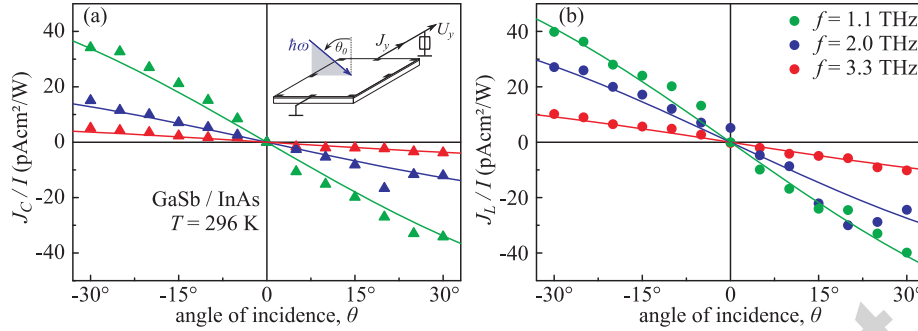 (a)
ħω
θ₀
J_y
U_y
GaSb / InAs
T = 296 K
J_C / I (pAcm²/W)
40
20
0
-20
-40
-30°
-15°
0
15°
30°
angle of incidence, θ
(b)
f = 1.1 THz
f = 2.0 THz
f = 3.3 THz
J_L / I (pAcm²/W)
40
20
0
-20
-40
-30°
-15°
0
15°
30°
angle of incidence, θ